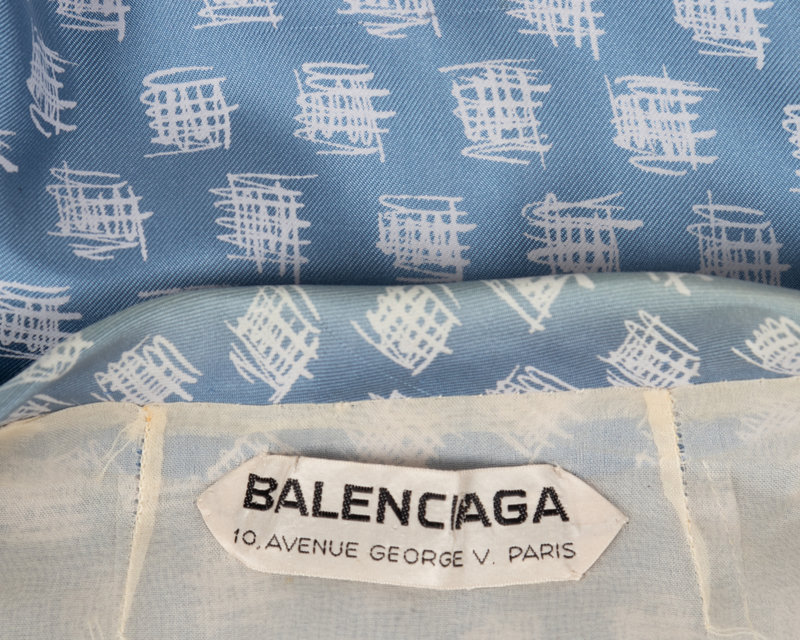 BALENCIAGA
10, AVENUE GEORGE V. PARIS